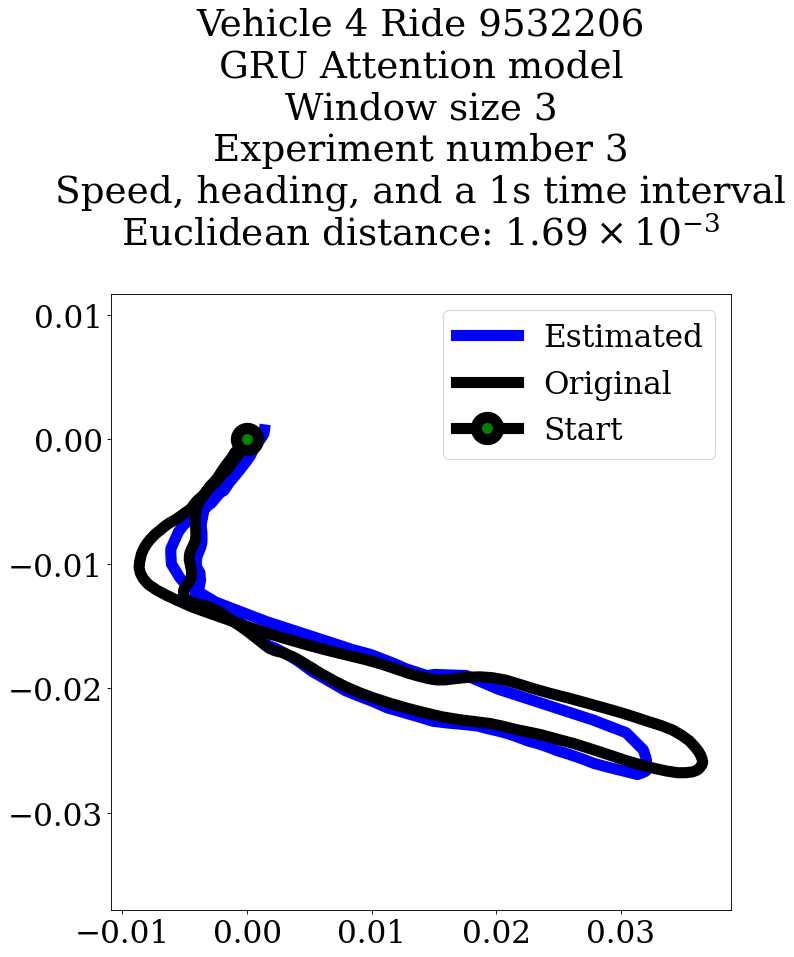 Vehicle 4 Ride 9532206
GRU Attention model
Window size 3
Experiment number 3
Speed, heading, and a 1s time interval
Euclidean distance: 1.69 × 10⁻³
Estimated
Original
Start
0.01
0.00
−0.01
−0.02
−0.03
−0.01 0.00 0.01 0.02 0.03